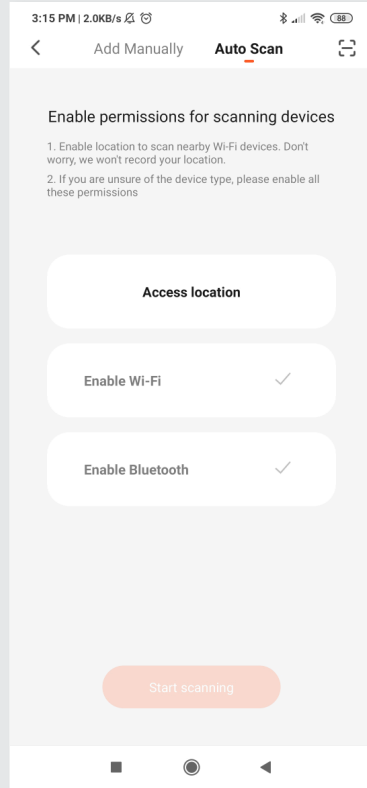 3:15 PM | 2.0KB/s 88
Add Manually Auto Scan
Enable permissions for scanning devices
1. Enable location to scan nearby Wi-Fi devices. Don't
worry, we won't record your location.
2. If you are unsure of the device type, please enable all
these permissions
Access location
Enable Wi-Fi
Enable Bluetooth
Start scanning